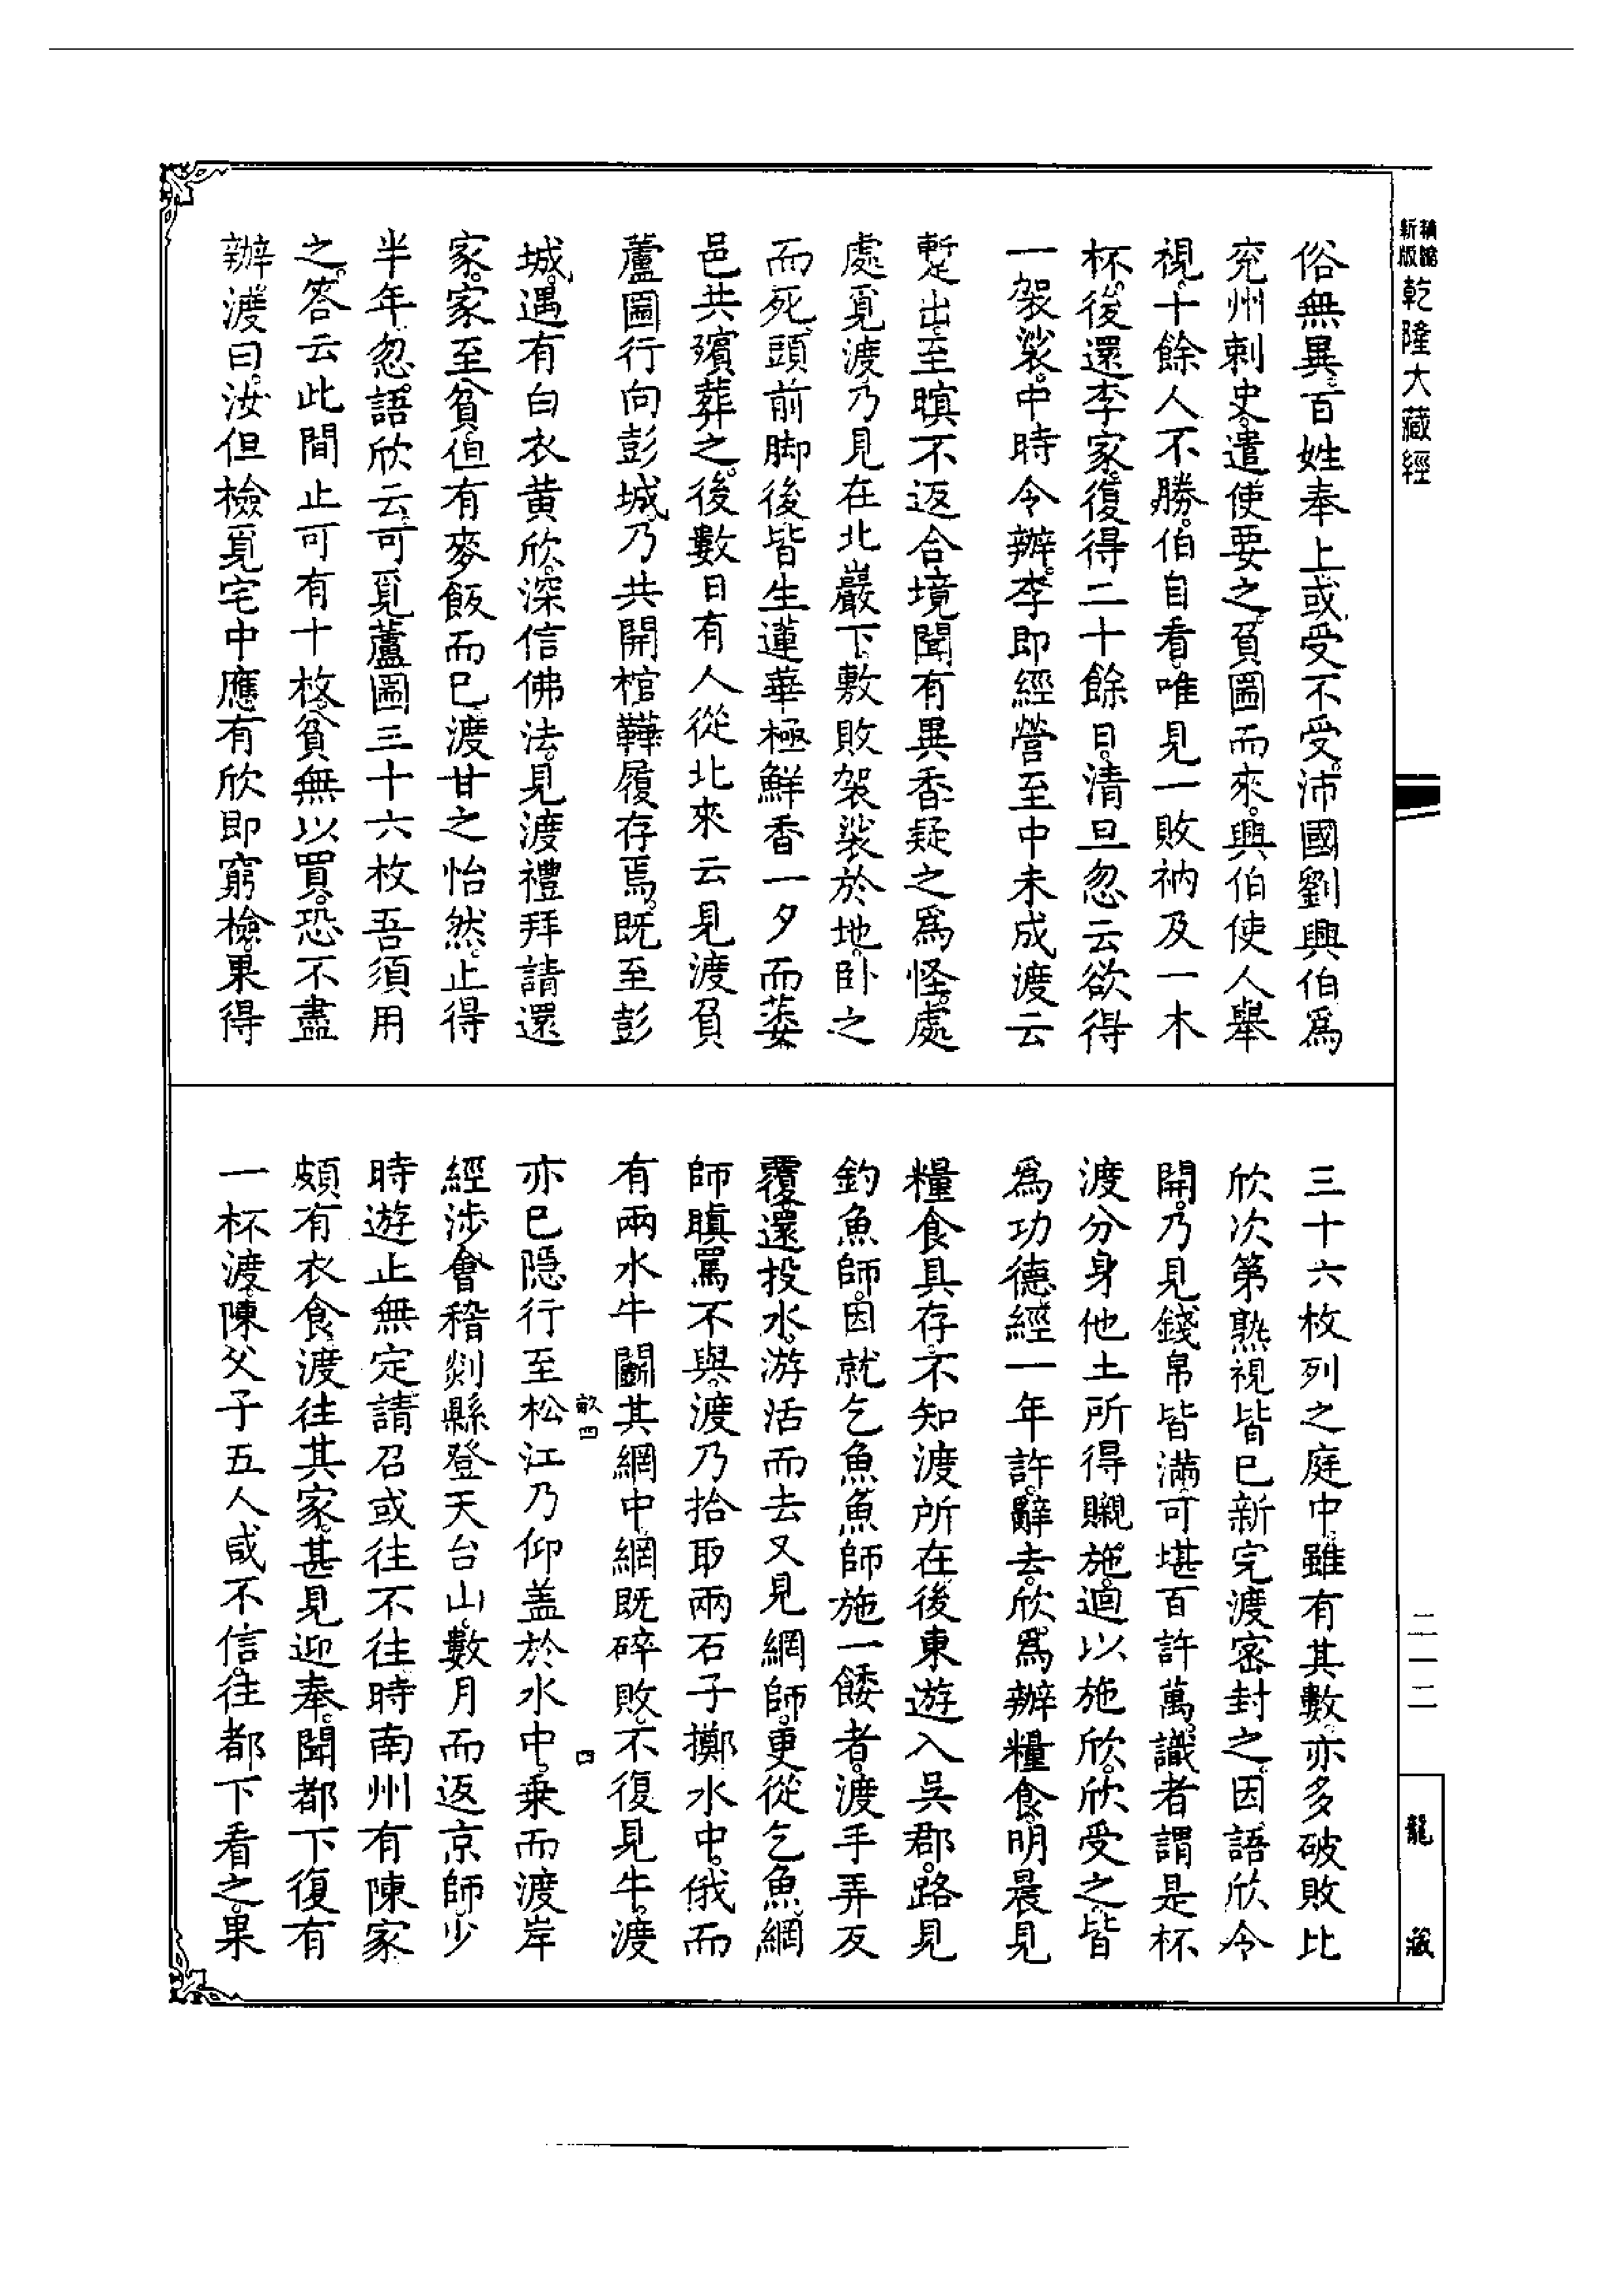 新版
精縮
乾隆大藏經
俗無異。百姓奉上或受不受。沛國劉興伯爲
兖州刺史。遣使要之。負圌而來。興伯使人舉
視。十餘人不勝。伯自看唯見一敗衲及一木
杯。後還李家。復得二十餘日。清旦忽云欲得
一袈裟。中時令辦。李即經營至中未成渡云
暫出。至暝不返合境聞有異香疑之爲怪。處
處覓渡。乃見在北巖下敷敗袈裟於地。卧之
而死。頭前脚後皆生蓮華極鮮香一夕而萎
邑共殯葬之。後數日有人從北來云見渡負
蘆圌行向彭城。乃共開棺鞾履存焉。既至彭
城。遇有白衣黃欣。深信佛法。見渡禮拜請還
家。家至貧。但有麥飯而已。渡甘之怡然。止得
半年。忽語欣云。可覓蘆圌三十六枚吾須用
之。答云此間止可有十枚。貧無以買。恐不盡
辦。渡曰。汝但檢覓宅中應有欣即窮檢。果得
三十六枚列之庭中。雖有其數。亦多破敗比
欣次第熟視皆已新完渡密封之。因語欣令
開。乃見錢帛皆滿。可堪百許萬。識者謂是杯
渡分身他土所得嚫施。迴以施欣。欣受之皆
爲功德。經一年許。辭去。欣爲辦糧食。明晨見
糧食具存。不知渡所在。後東遊入吳郡。路見
釣魚師。因就乞魚魚師施一餧者。渡手弄反
覆還投水。游活而去又見網師。更從乞魚網
師瞋罵不與。渡乃拾取兩石子擲水中。俄而
有兩水牛鬬其網中。網既碎敗。不復見牛。渡
亦已隱行至松江乃仰盖於水中。乗而渡岸
畝四
四
經涉會稽剡縣登天台山。數月而返京師。少
時遊止無定。請召或往不往。時南州有陳家
頗有衣食。渡往其家。甚見迎奉。聞都下復有
一杯渡。陳父子五人咸不信。往都下看之。果
二一二
龍藏